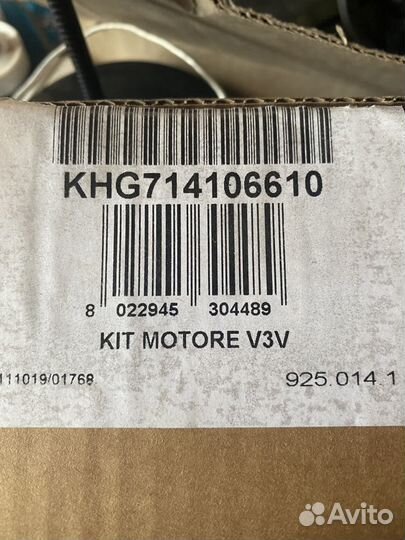 KHG714106610
8 022945 304489
KIT MOTORE V3V
111019/01768 925.014.1
Avito